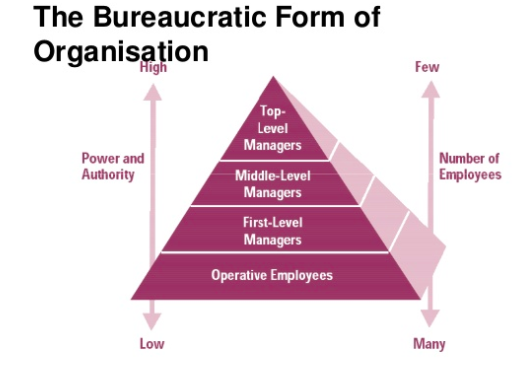 The Bureaucratic Form of
Organisation
High
Few
Top-
Level
Managers
Power and
Authority
Number of
Employees
Middle-Level
Managers
First-Level
Managers
Operative Employees
Low
Many